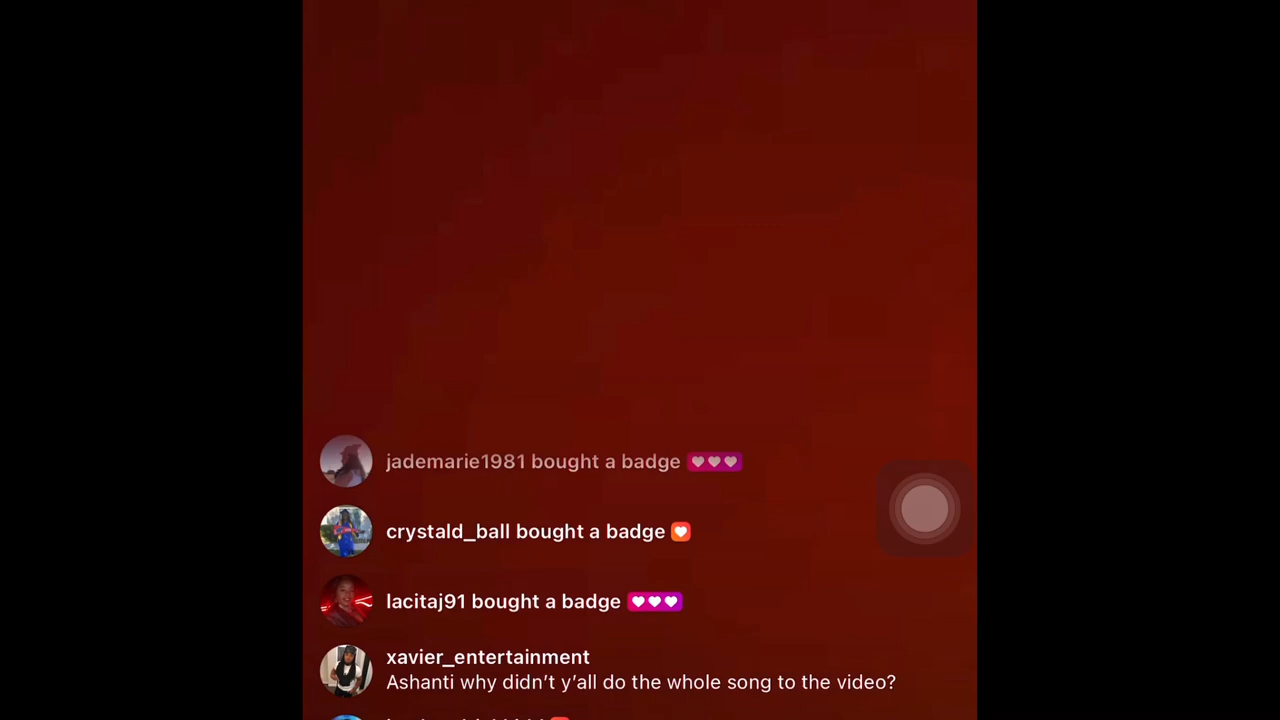 jademarie1981 bought a badge
crystald_ball bought a badge
lacitaj91 bought a badge
xavier_entertainment
Ashanti why didn’t y’all do the whole song to the video?